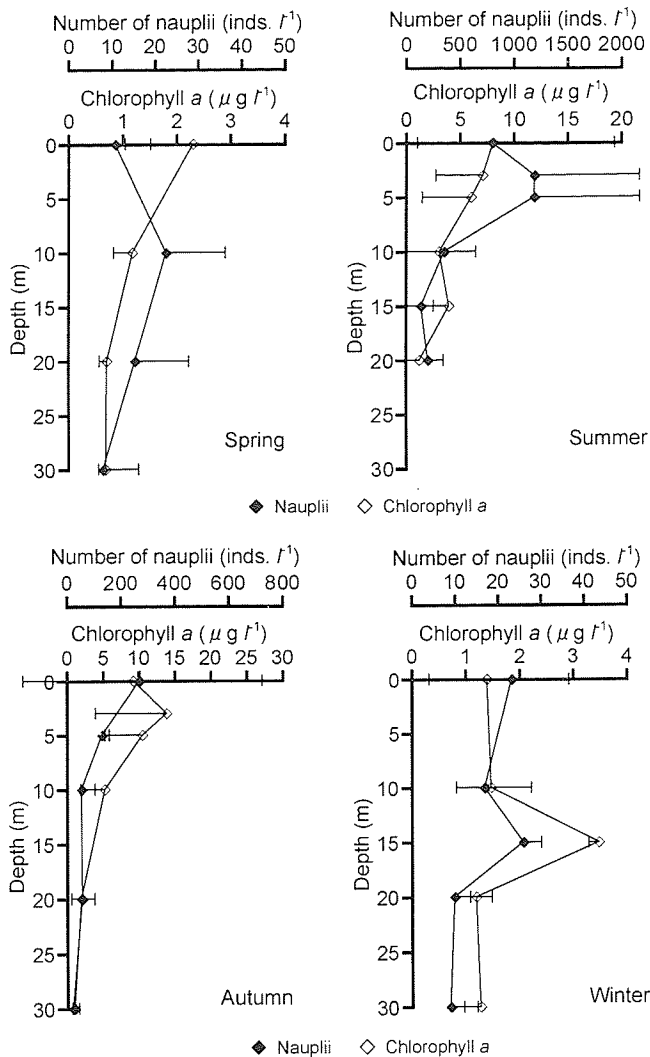 Number of nauplii (inds. l⁻¹)
0 10 20 30 40 50
Chlorophyll a ( μ g l⁻¹)
0 1 2 3 4
0
5
10
15
20
25
30
Depth (m)
Spring
Number of nauplii (inds. l⁻¹)
0 500 1000 1500 2000
Chlorophyll a ( μ g l⁻¹)
0 5 10 15 20
0
5
10
15
20
25
30
Depth (m)
Summer
Nauplii Chlorophyll a
Number of nauplii (inds. l⁻¹)
0 200 400 600 800
Chlorophyll a ( μ g l⁻¹)
0 5 10 15 20 25 30
0
5
10
15
20
25
30
Depth (m)
Autumn
Number of nauplii (inds. l⁻¹)
0 10 20 30 40 50
Chlorophyll a ( μ g l⁻¹)
0 1 2 3 4
0
5
10
15
20
25
30
Depth (m)
Winter
Nauplii Chlorophyll a